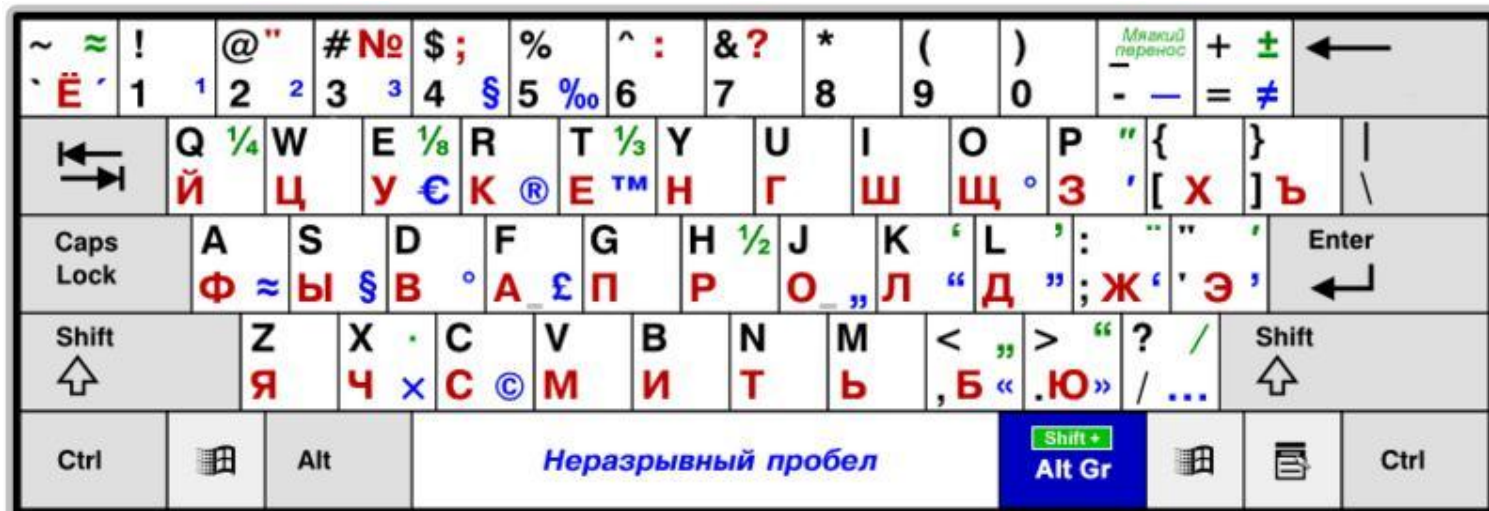 ~ ≈ ! @ " # № $ ; % ^ : & ? * ( ) _ Мягкий перенос + ±
` Ё ´ 1 ¹ 2 ² 3 ³ 4 § 5 ‰ 6 7 8 9 0 - — = ≠
Q ¼ W E ⅛ R T ⅓ Y U I O P ″ { } |
Й Ц У € К ® Е ™ Н Г Ш Щ ° З ′ [ Х ] Ъ \
Caps Lock A S D F G H ½ J K ‘ L ’ : ¨ " ′ Enter
Ф ≈ Ы § В ° А £ П Р О „ Л “ Д ” ; Ж ‘ ' Э ’
Shift Z X · C V B N M < „ > “ ? / Shift
Я Ч × С © М И Т Ь , Б « . Ю » / …
Ctrl Alt Неразрывный пробел Shift + Alt Gr Ctrl